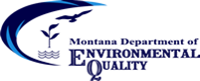 Montana Department of
ENVIRONMENTAL
QUALITY